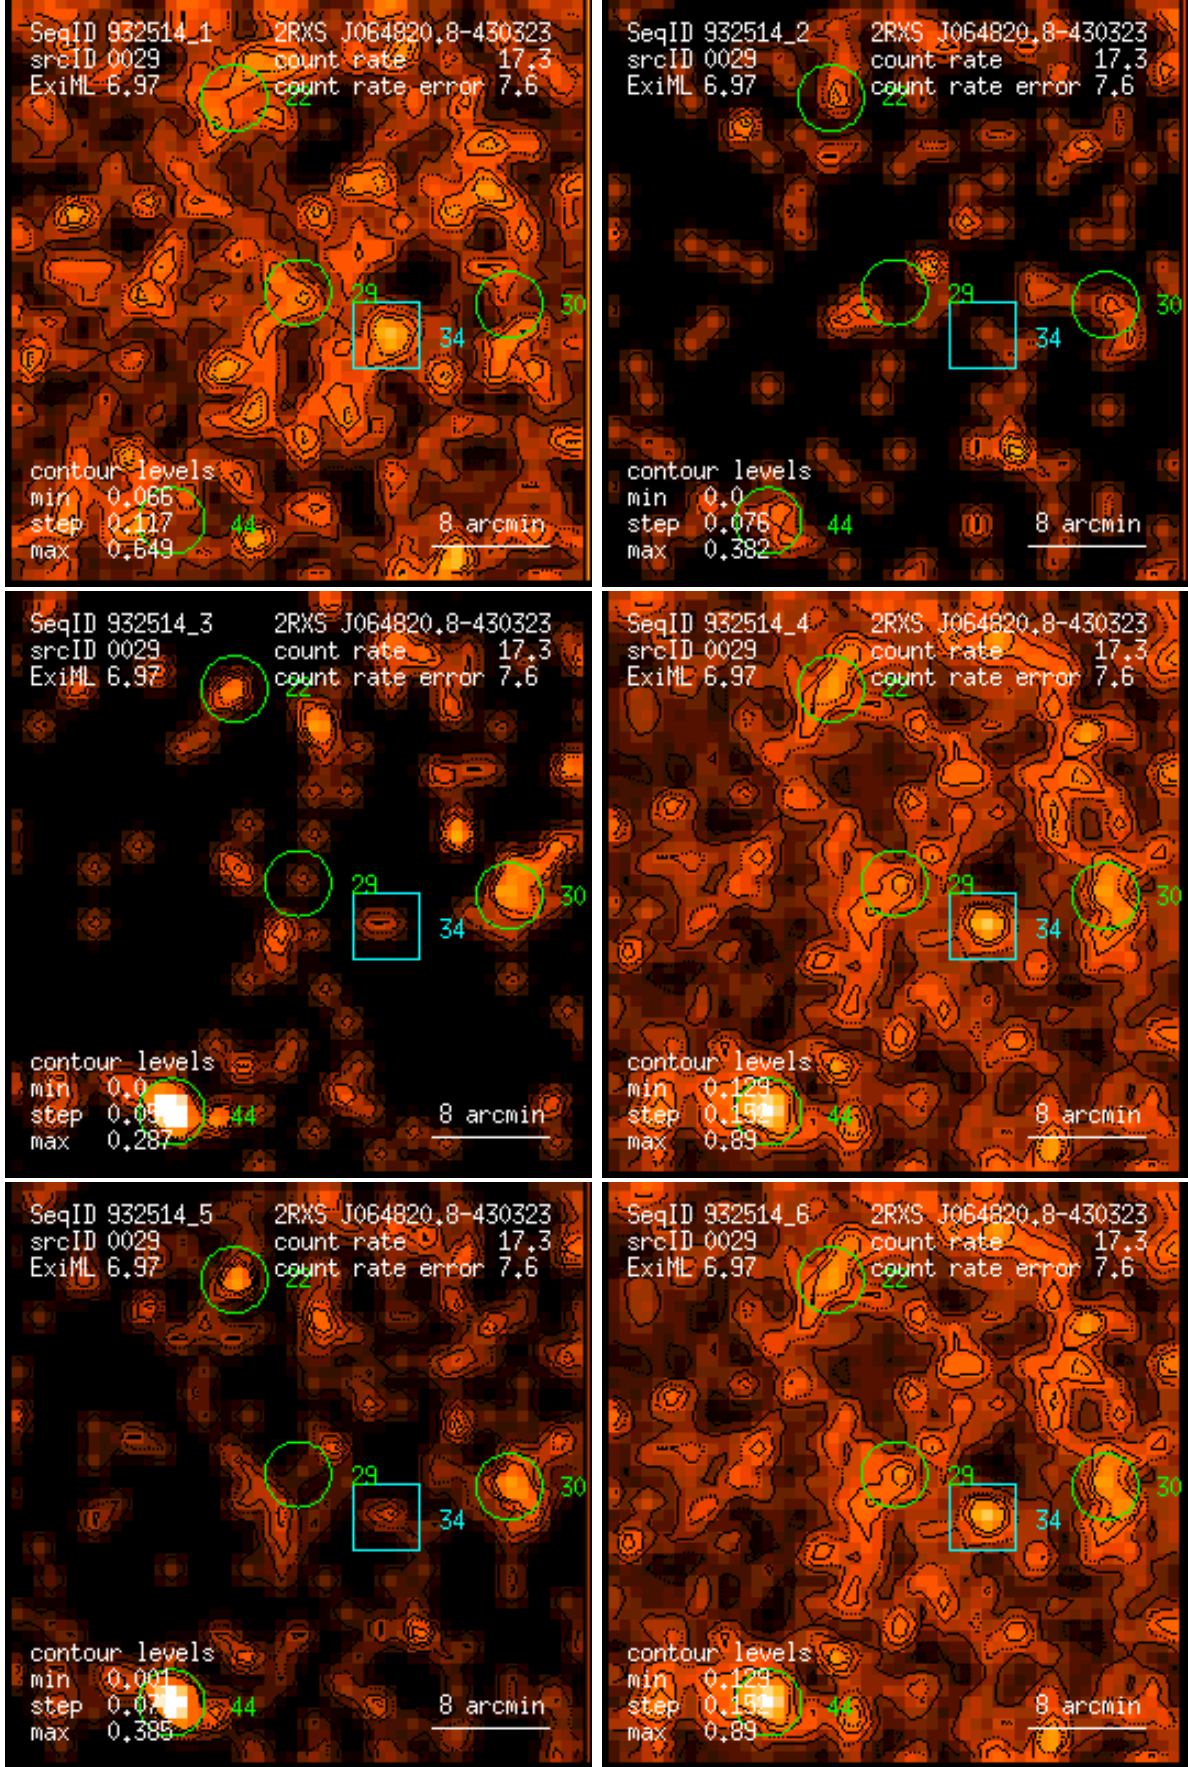 SeqID 932514_1 2RXS J064820.8-430323
srcID 0029 count rate 17.3
ExiML 6.97 count rate error 7.6
22
29
30
34
contour levels
min 0.066
step 0.117
max 0.649
44
8 arcmin
SeqID 932514_2 2RXS J064820.8-430323
srcID 0029 count rate 17.3
ExiML 6.97 count rate error 7.6
22
29
30
34
contour levels
min 0.0
step 0.076
max 0.382
44
8 arcmin
SeqID 932514_3 2RXS J064820.8-430323
srcID 0029 count rate 17.3
ExiML 6.97 count rate error 7.6
22
29
30
34
contour levels
min 0.0
step
max 0.287
44
8 arcmin
SeqID 932514_4 2RXS J064820.8-430323
srcID 0029 count rate 17.3
ExiML 6.97 count rate error 7.6
22
29
30
34
contour levels
min 0.129
step 0.152
max 0.89
44
8 arcmin
SeqID 932514_5 2RXS J064820.8-430323
srcID 0029 count rate 17.3
ExiML 6.97 count rate error 7.6
22
29
30
34
contour levels
min 0.001
step
max 0.385
44
8 arcmin
SeqID 932514_6 2RXS J064820.8-430323
srcID 0029 count rate 17.3
ExiML 6.97 count rate error 7.6
22
29
30
34
contour levels
min 0.129
step 0.152
max 0.89
44
8 arcmin